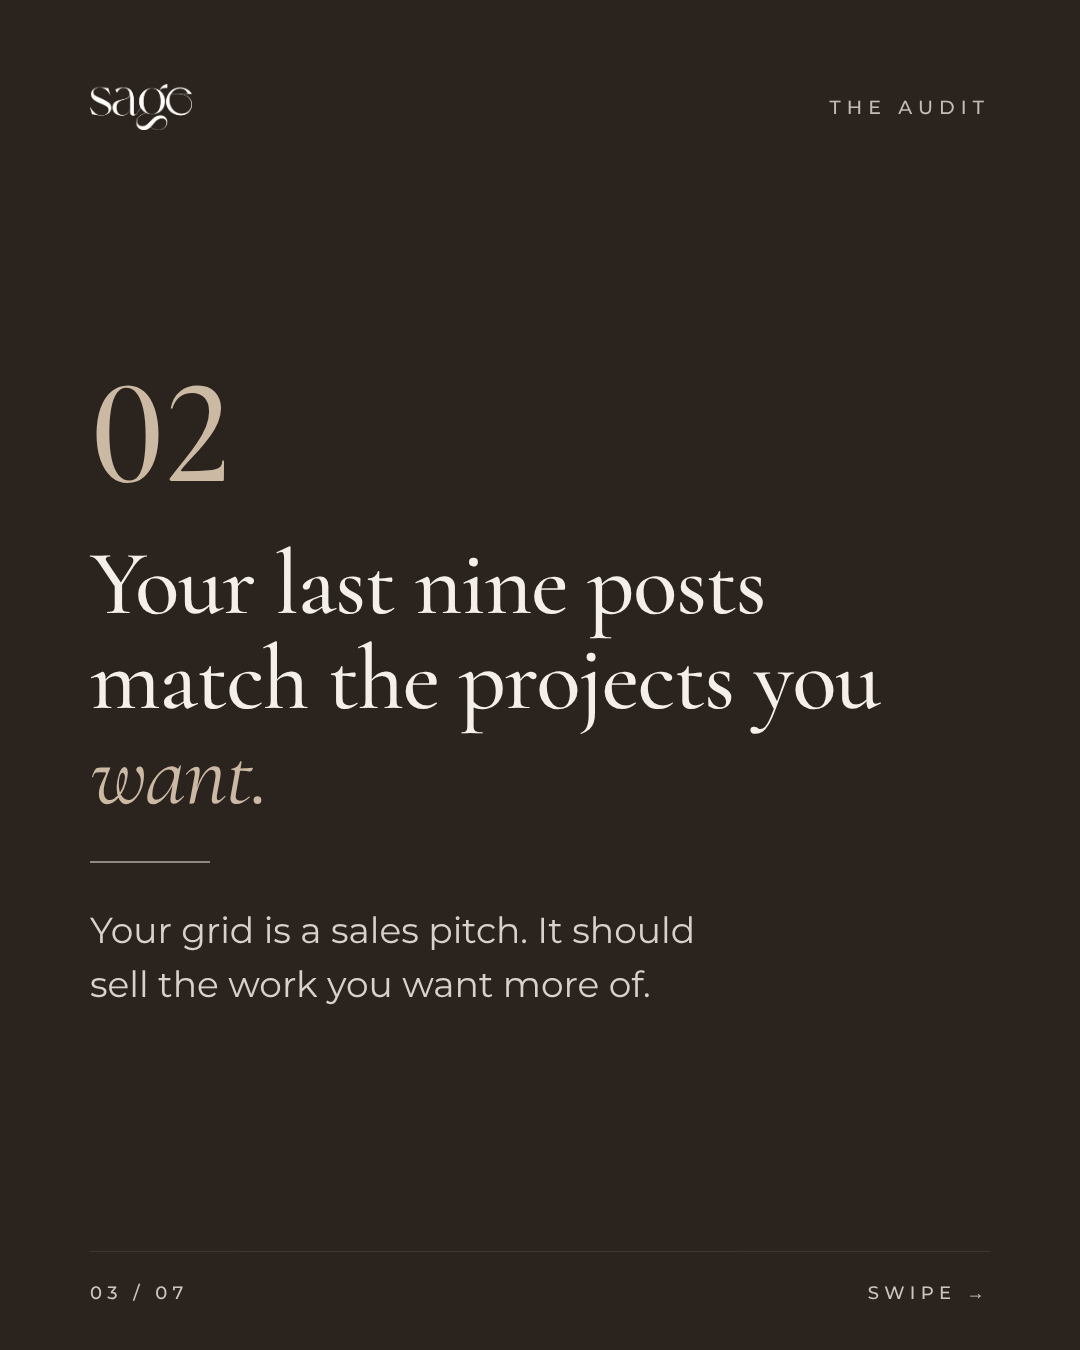 sage
THE AUDIT
02
Your last nine posts
match the projects you
want.
Your grid is a sales pitch. It should
sell the work you want more of.
03 / 07
SWIPE →